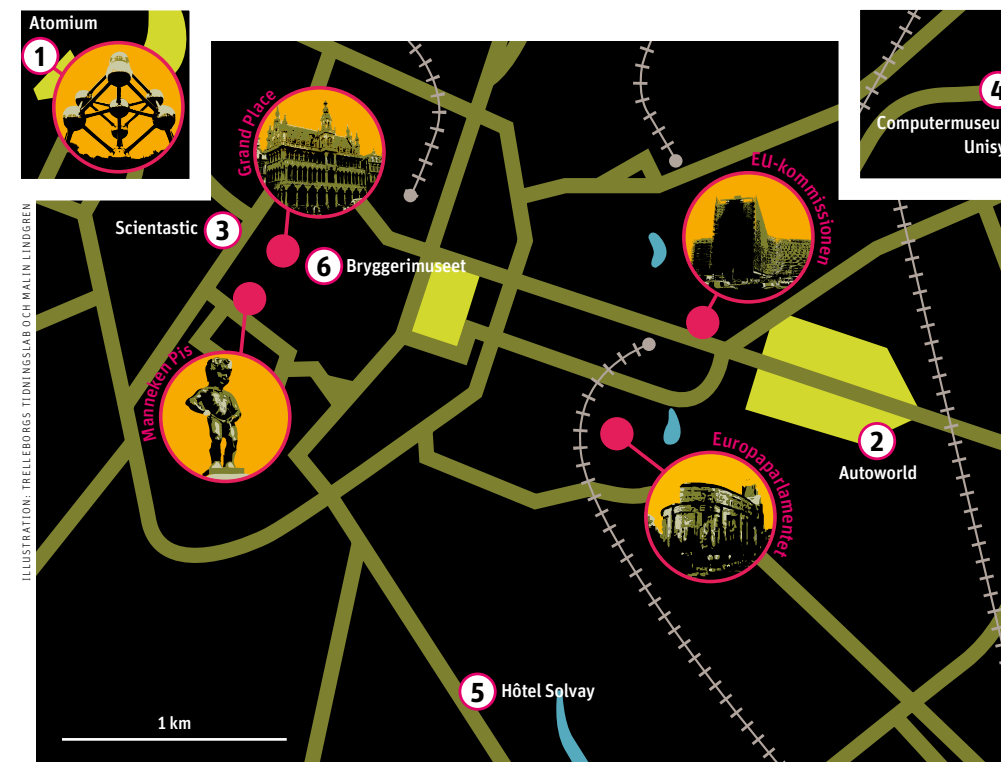 Atomium
1
4
Computermuseu
Unisy
Grand Place
EU-kommissionen
Scientastic 3
6 Bryggerimuseet
Manneken Pis
2
Autoworld
Europaparlamentet
5 Hôtel Solvay
1 km
ILLUSTRATION: TRELLEBORGS TIDNINGSLAB OCH MALIN LINDGREN